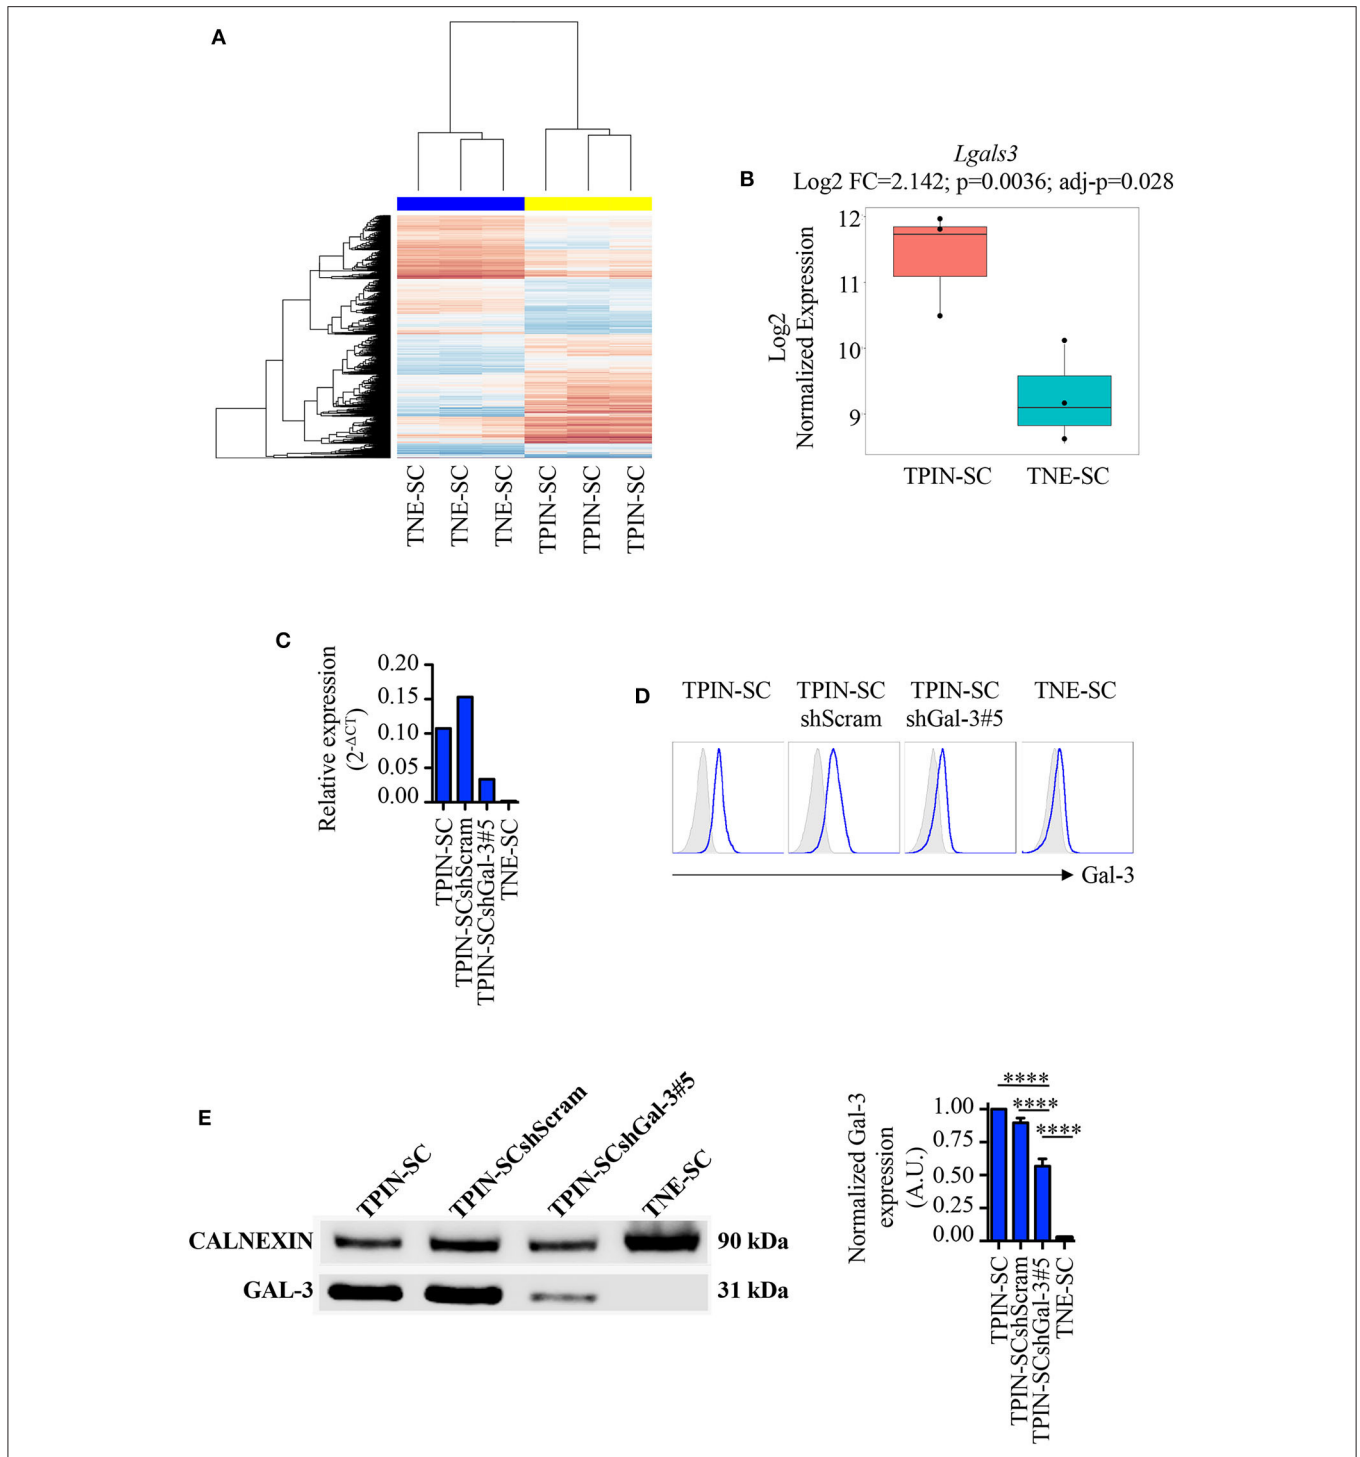 A
TNE-SC
TNE-SC
TNE-SC
TPIN-SC
TPIN-SC
TPIN-SC
B
Lgals3
Log2 FC=2.142; p=0.0036; adj-p=0.028
Log2
Normalized Expression
12
11
10
9
TPIN-SC
TNE-SC
C
Relative expression
(2-ΔCT)
0.20
0.15
0.10
0.05
0.00
TPIN-SC
TPIN-SCshScram
TPIN-SCshGal-3#5
TNE-SC
D
TPIN-SC
TPIN-SC
shScram
TPIN-SC
shGal-3#5
TNE-SC
Gal-3
E
TPIN-SC
TPIN-SCshScram
TPIN-SCshGal-3#5
TNE-SC
CALNEXIN
90 kDa
GAL-3
31 kDa
Normalized Gal-3
expression
(A.U.)
1.00
0.75
0.50
0.25
0.00
****
****
****
TPIN-SC
TPIN-SCshScram
TPIN-SCshGal-3#5
TNE-SC